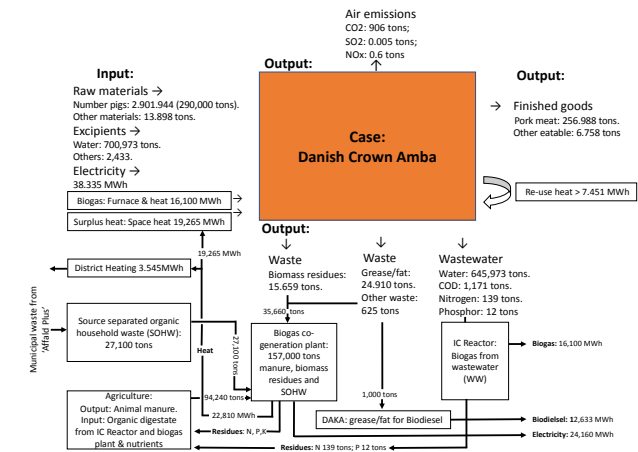 Air emissions
CO2: 906 tons;
SO2: 0.005 tons;
NOx: 0.6 tons
Output:
Input:
Raw materials →
Number pigs: 2.901.944 (290,000 tons).
Other materials: 13.898 tons.
Excipients
Water: 700,973 tons.
Others: 2,433.
Electricity →
38.335 MWh
Biogas: Furnace & heat 16,100 MWh
Surplus heat: Space heat 19,265 MWh
Case:
Danish Crown Amba
Output:
→ Finished goods
Pork meat: 256.988 tons.
Other eatable: 6.758 tons
Re-use heat > 7.451 MWh
Output:
Waste
Biomass residues:
15.659 tons.
Waste
Grease/fat:
24.910 tons.
Other waste:
625 tons
Wastewater
Water: 645,973 tons.
COD: 1,171 tons.
Nitrogen: 139 tons.
Phosphor: 12 tons
19,265 MWh
District Heating 3.545MWh
Municipal waste from
'Affald Plus'
Source separated organic
household waste (SOHW):
27,100 tons
Heat
27,100 tons
35,660 tons
Biogas co-
generation plant:
157,000 tons
manure, biomass
residues and
SOHW
IC Reactor:
Biogas from
wastewater
(WW)
Biogas: 16,100 MWh
Agriculture:
Output: Animal manure.
Input: Organic digestate
from IC Reactor and biogas
plant & nutrients
94,240 tons
22,810 MWh
Residues: N, P,K
1,000 tons
DAKA: grease/fat for Biodiesel
Biodielsel: 12,633 MWh
Electricity: 24,160 MWh
Residues: N 139 tons; P 12 tons